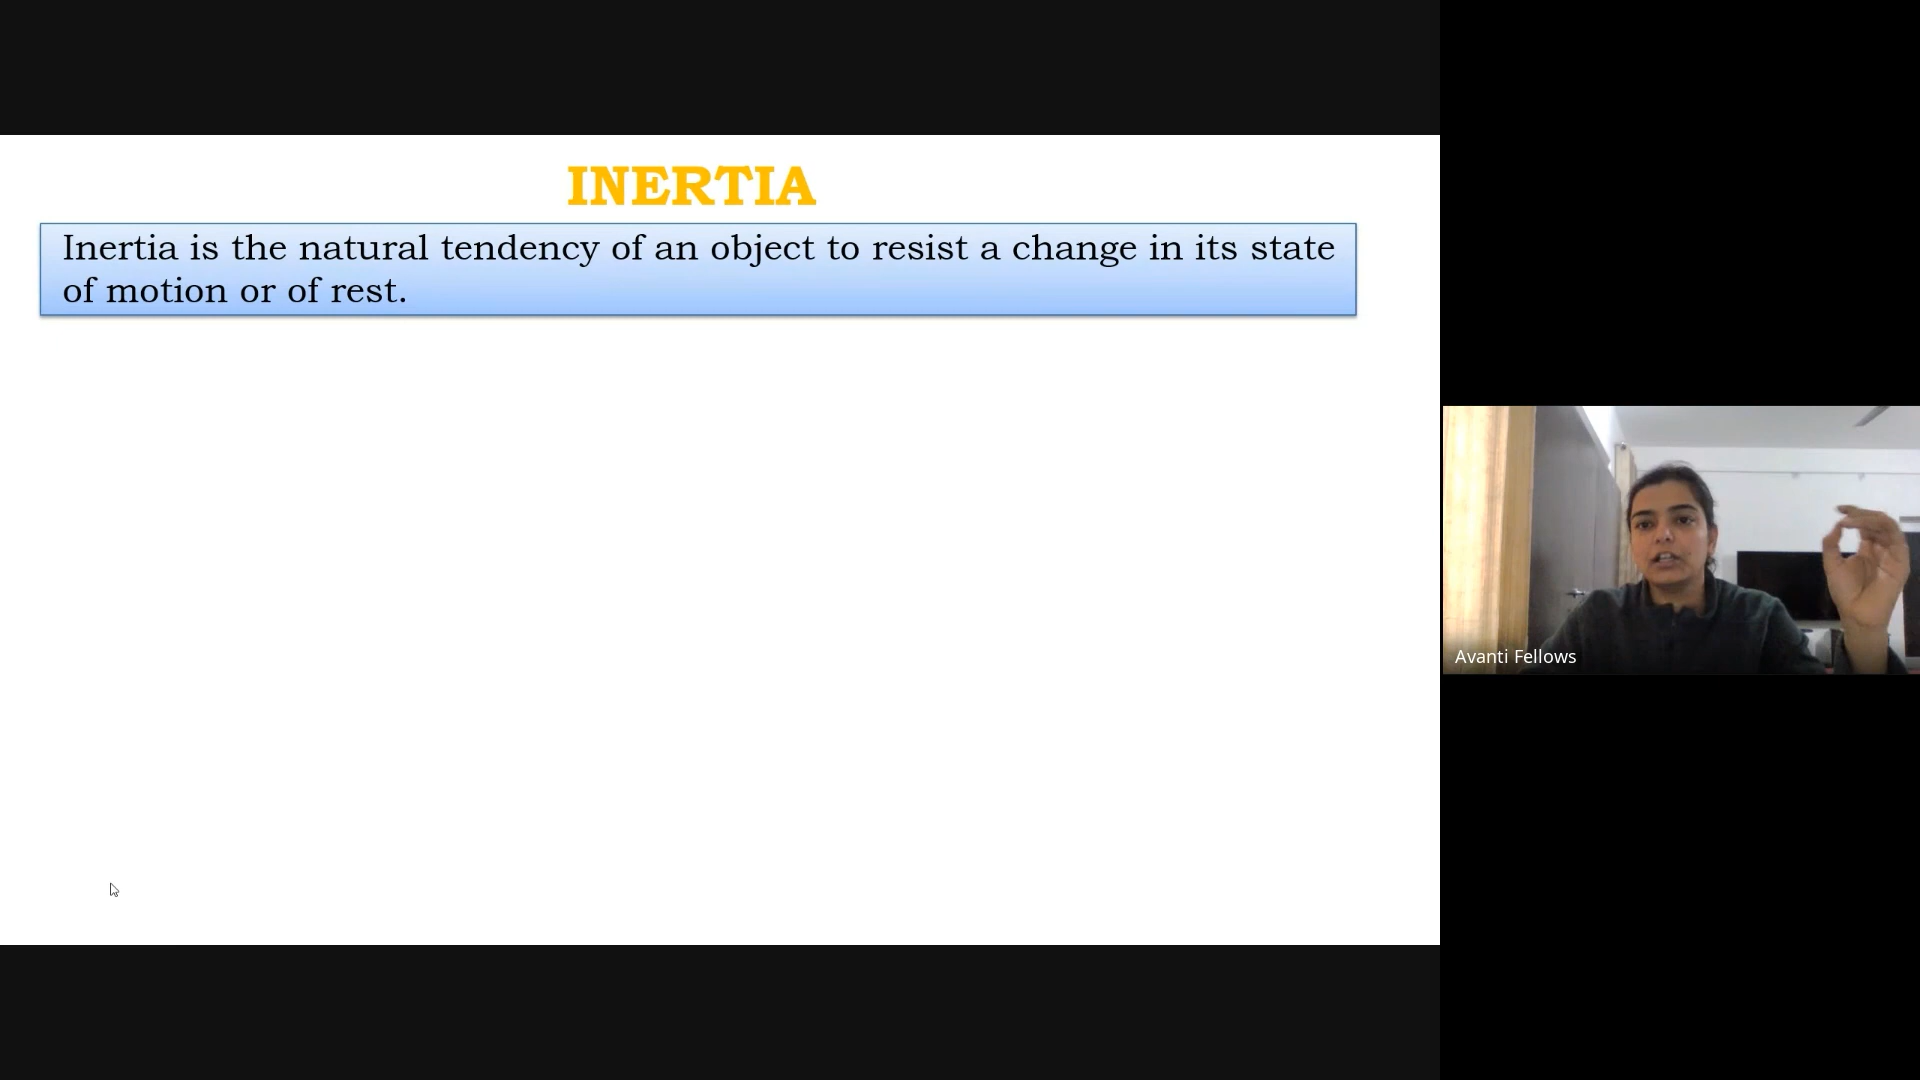 INERTIA
Inertia is the natural tendency of an object to resist a change in its state
of motion or of rest.
Avanti Fellows